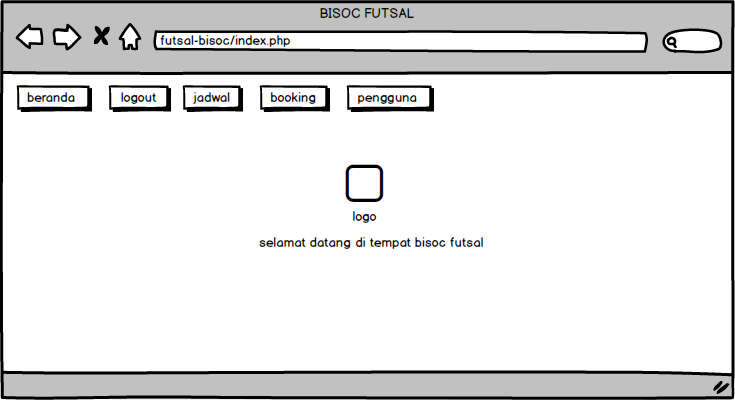 BISOC FUTSAL
futsal-bisoc/index.php
beranda logout jadwal booking pengguna
logo
selamat datang di tempat bisoc futsal